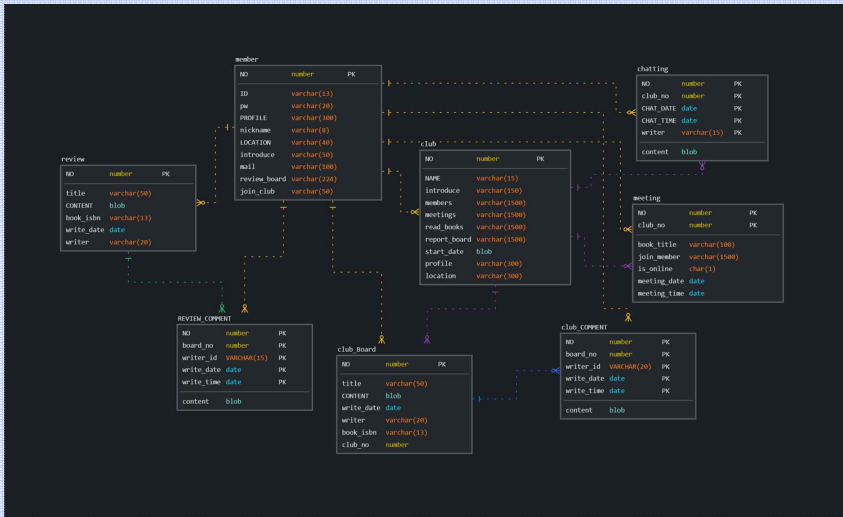 member
NO number PK
ID varchar(13)
pw varchar(20)
PROFILE varchar(300)
nickname varchar(8)
LOCATION varchar(40)
introduce varchar(50)
mail varchar(100)
review_board varchar(224)
join_club varchar(50)
chatting
NO number PK
club_no number PK
CHAT_DATE date PK
CHAT_TIME date PK
writer varchar(15) PK
content blob
review
NO number PK
title varchar(50)
CONTENT blob
book_isbn varchar(13)
write_date date
writer varchar(20)
club
NO number PK
NAME varchar(15)
introduce varchar(150)
members varchar(1500)
meetings varchar(1500)
read_books varchar(1500)
report_board varchar(1500)
start_date blob
profile varchar(300)
location varchar(300)
meeting
NO number PK
club_no number PK
book_title varchar(100)
join_member varchar(1500)
is_online char(1)
meeting_date date
meeting_time date
REVIEW_COMMENT
NO number PK
board_no number PK
writer_id VARCHAR(15) PK
write_date date PK
write_time date PK
content blob
club_Board
NO number PK
title varchar(50)
CONTENT blob
write_date date
writer varchar(20)
book_isbn varchar(13)
club_no number
club_COMMENT
NO number PK
board_no number PK
writer_id VARCHAR(20) PK
write_date date PK
write_time date PK
content blob